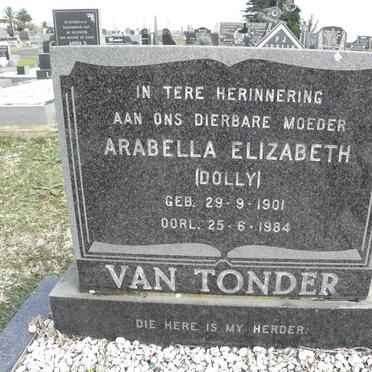 IN TERE HERINNERING
AAN ONS DIERBARE MOEDER
ARABELLA ELIZABETH
(DOLLY)
GEB. 29-9-1901
OORL. 25-6-1984
VAN TONDER
DIE HERE IS MY HERDER.